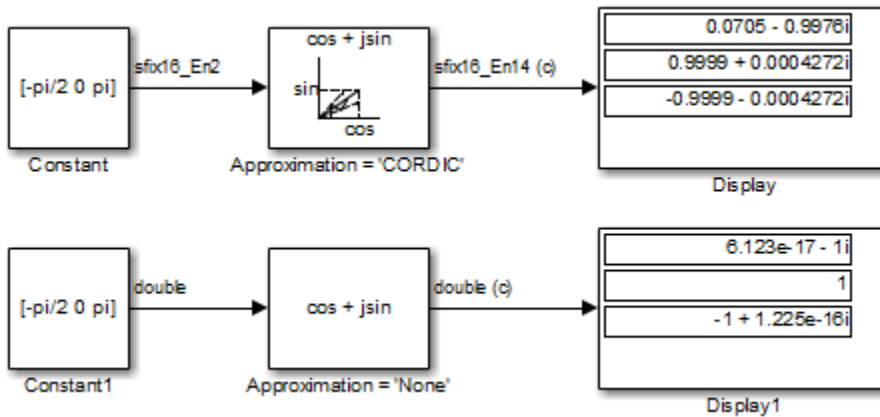 cos + jsin
0.0705 - 0.9976i
[-pi/2 0 pi]
sfix16_En2
sin
sfix16_En14 (c)
0.9999 + 0.0004272i
-0.9999 - 0.0004272i
cos
Constant
Approximation = 'CORDIC'
Display
6.123e-17 - 1i
[-pi/2 0 pi]
double
cos + jsin
double (c)
1
-1 + 1.225e-16i
Constant1
Approximation = 'None'
Display1